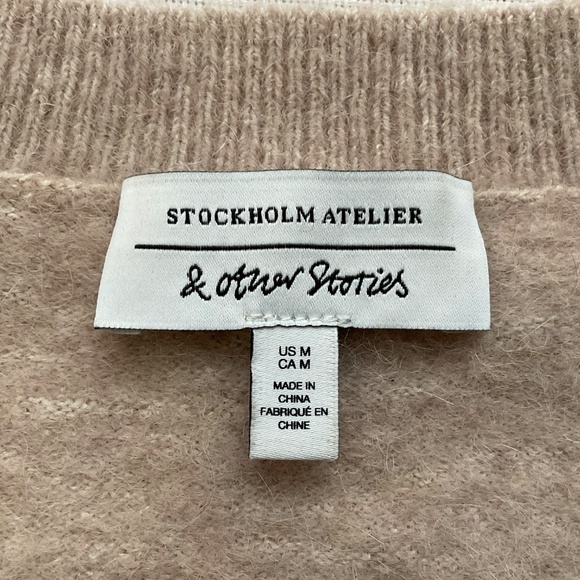 STOCKHOLM ATELIER
& Other Stories
US M
CA M
MADE IN
CHINA
FABRIQUÉ EN
CHINE